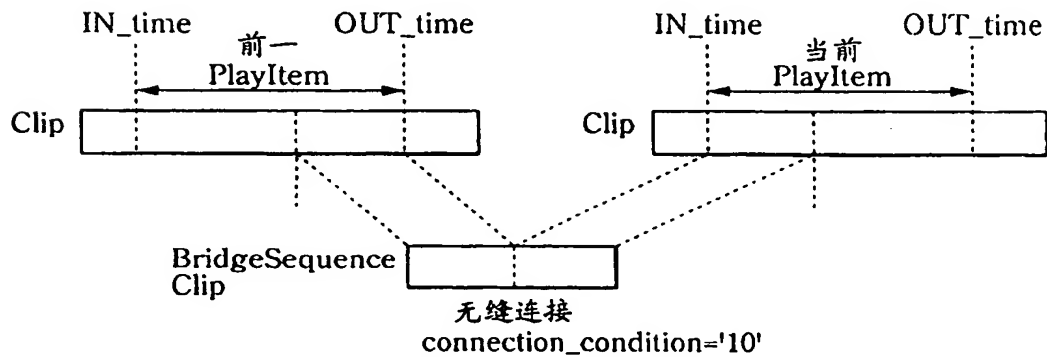 IN_time
OUT_time
前一
PlayItem
Clip
IN_time
OUT_time
当前
PlayItem
Clip
BridgeSequence
Clip
无缝连接
connection_condition='10'